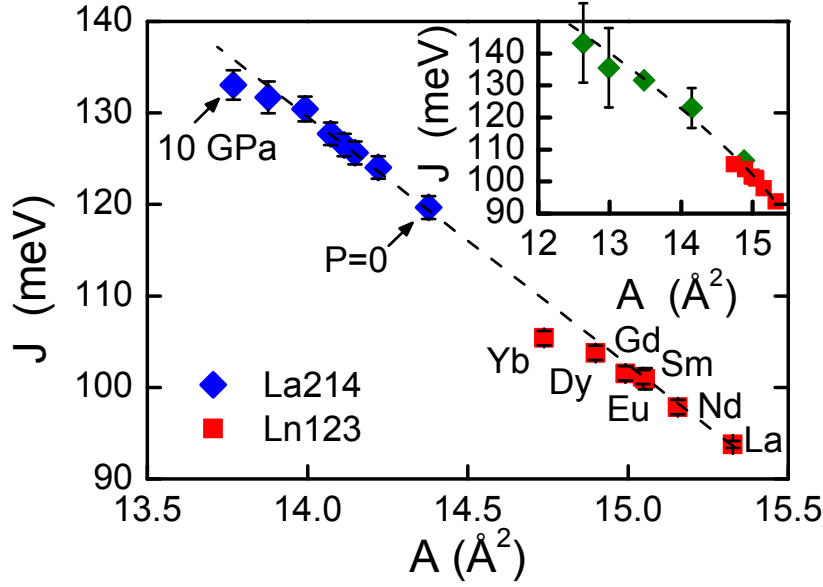 140
130
120
110
100
90
J (meV)
13.5 14.0 14.5 15.0 15.5
A (Å²)
10 GPa
P=0
Yb
Dy
Gd
Eu
Sm
Nd
La
La214
Ln123
150
140
130
120
110
100
90
J (meV)
12 13 14 15
A (Å²)